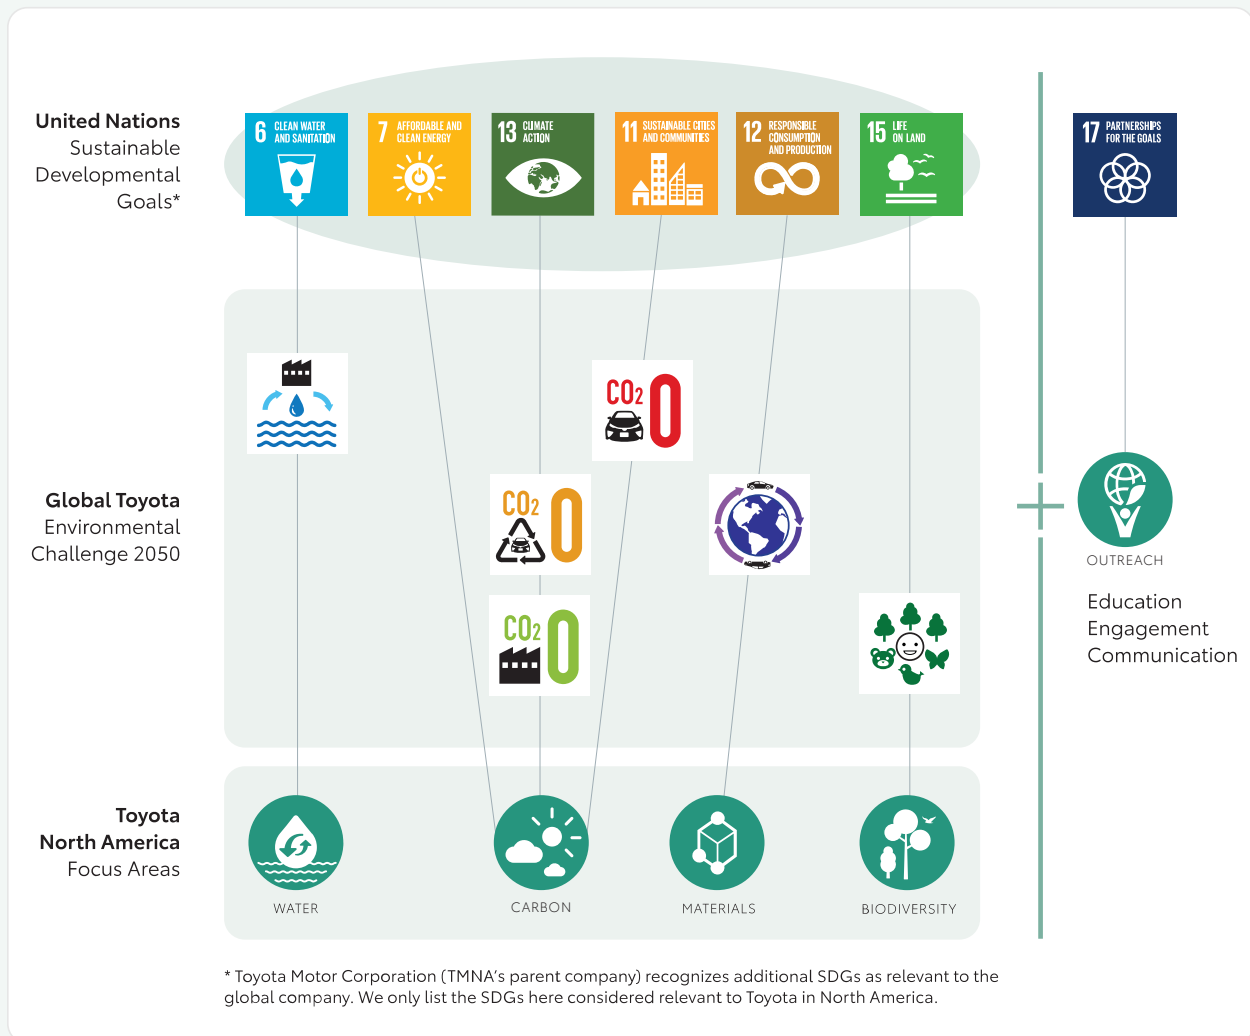 United Nations
Sustainable
Developmental
Goals*
6 CLEAN WATER
AND SANITATION
7 AFFORDABLE AND
CLEAN ENERGY
13 CLIMATE
ACTION
11 SUSTAINABLE CITIES
AND COMMUNITIES
12 RESPONSIBLE
CONSUMPTION
AND PRODUCTION
15 LIFE
ON LAND
17 PARTNERSHIPS
FOR THE GOALS
Global Toyota
Environmental
Challenge 2050
CO2 0
CO2 0
CO2 0
OUTREACH
Education
Engagement
Communication
Toyota
North America
Focus Areas
WATER
CARBON
MATERIALS
BIODIVERSITY
* Toyota Motor Corporation (TMNA's parent company) recognizes additional SDGs as relevant to the
global company. We only list the SDGs here considered relevant to Toyota in North America.